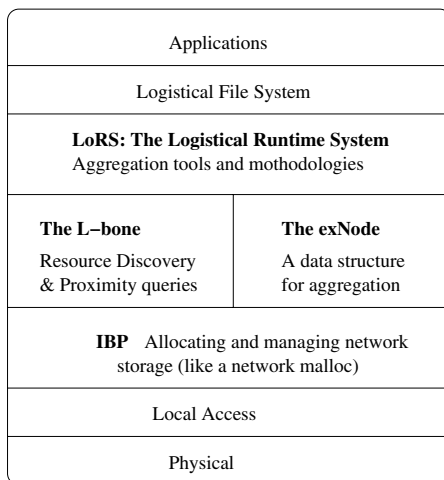 Applications
Logistical File System
LoRS: The Logistical Runtime System
Aggregation tools and mothodologies
The L−bone
Resource Discovery
& Proximity queries
The exNode
A data structure
for aggregation
IBP Allocating and managing network
storage (like a network malloc)
Local Access
Physical